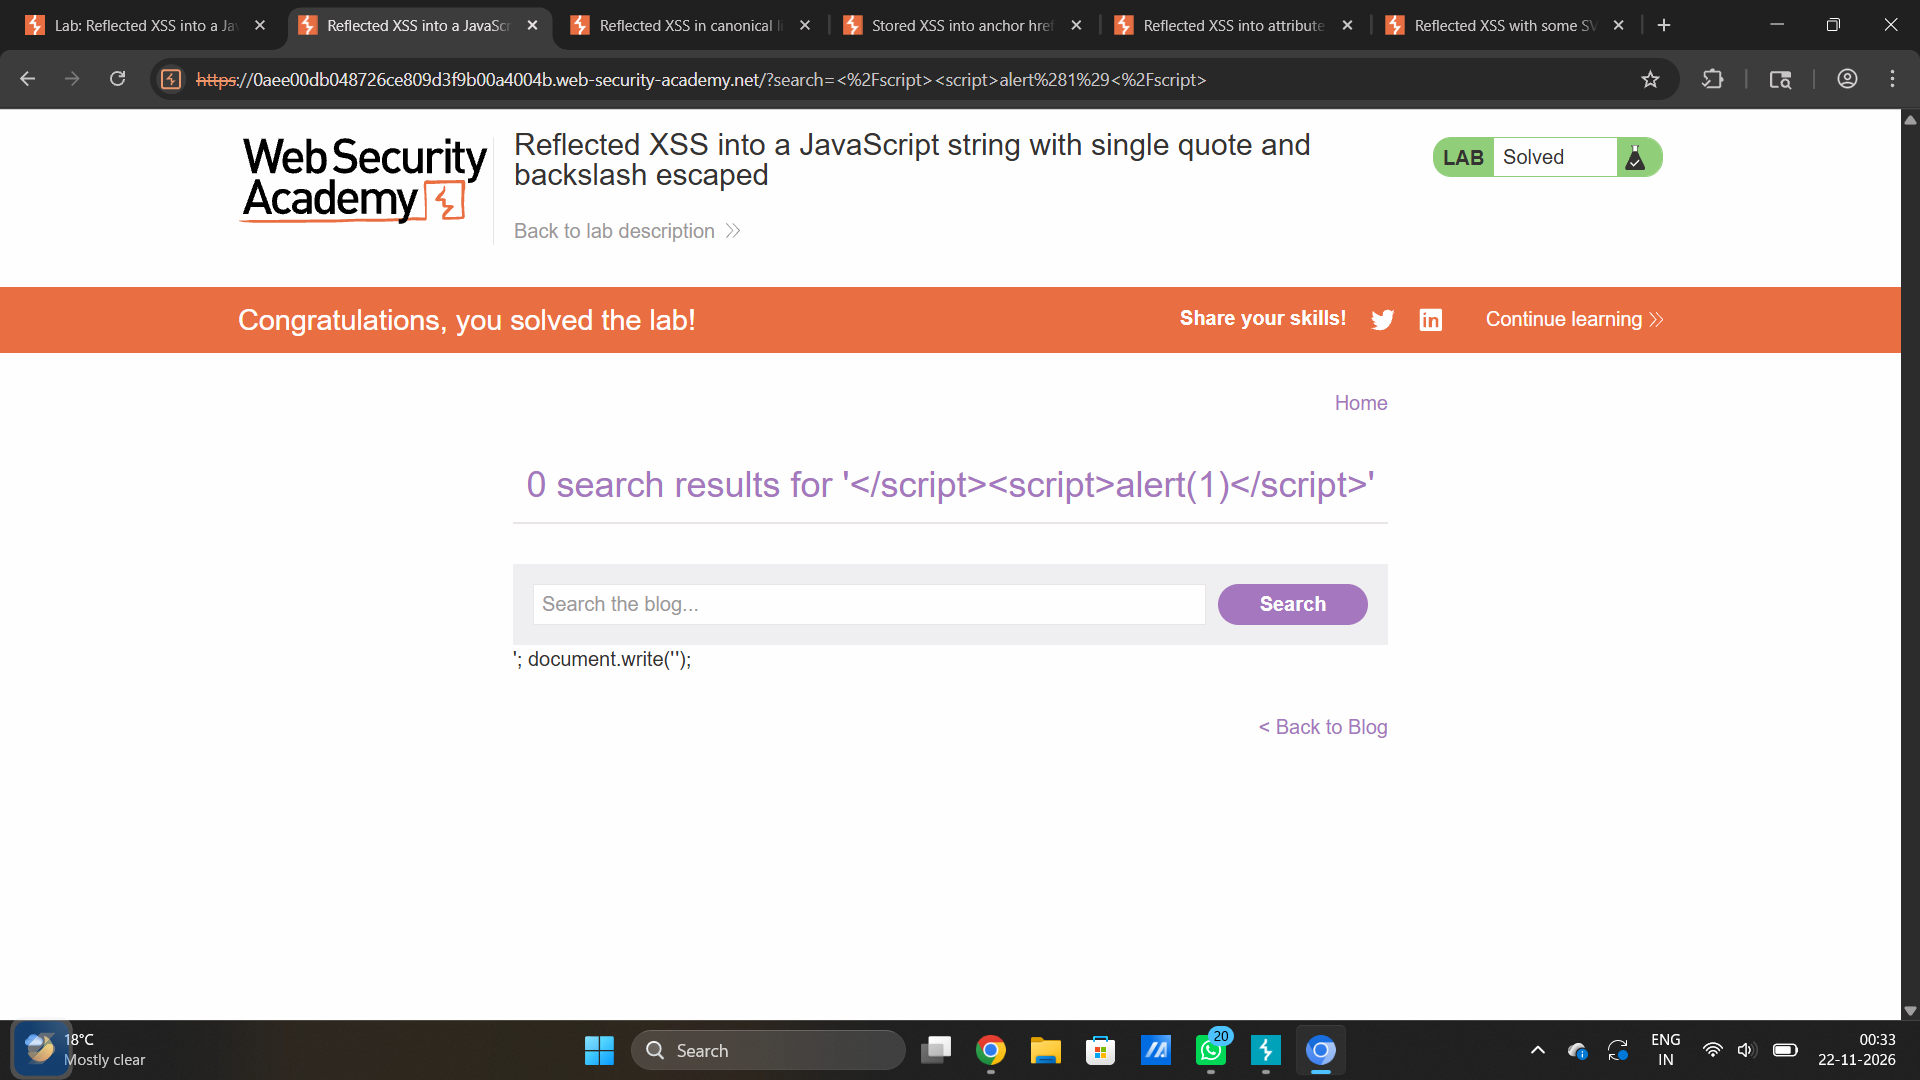 Lab: Reflected XSS into a Ja
Reflected XSS into a JavaScr
Reflected XSS in canonical li
Stored XSS into anchor href
Reflected XSS into attribute
Reflected XSS with some SV
https://0aee00db048726ce809d3f9b00a4004b.web-security-academy.net/?search=<%2Fscript><script>alert%281%29<%2Fscript>
Web Security
Academy
Reflected XSS into a JavaScript string with single quote and
backslash escaped
Back to lab description
LAB Solved
Congratulations, you solved the lab!
Share your skills!
in
Continue learning
Home
0 search results for '</script><script>alert(1)</script>'
Search the blog...
Search
'; document.write('');
< Back to Blog
18°C
Mostly clear
Search
20
ENG
IN
00:33
22-11-2026